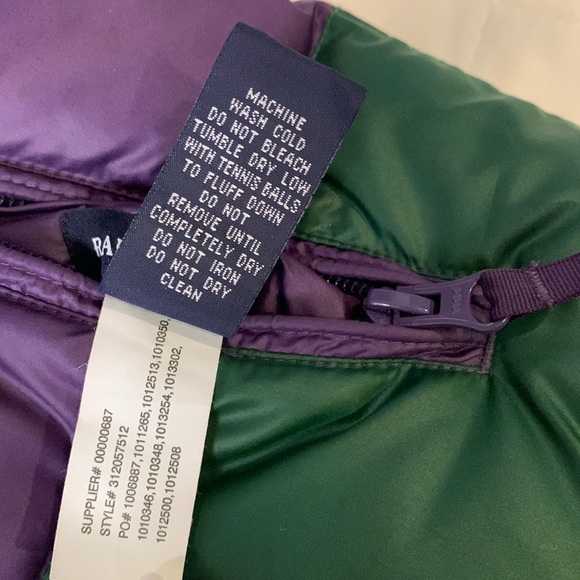 MACHINE
WASH COLD
DO NOT BLEACH
TUMBLE DRY LOW
WITH TENNIS BALLS
TO FLUFF DOWN
DO NOT
REMOVE UNTIL
COMPLETELY DRY
DO NOT IRON
DO NOT DRY
CLEAN
RA
SUPPLIER# 00000687
STYLE# 312057512
PO# 1006887,1011265,1012513,1010350,
1010346,1010348,1013254,1013302,
1012500,1012508